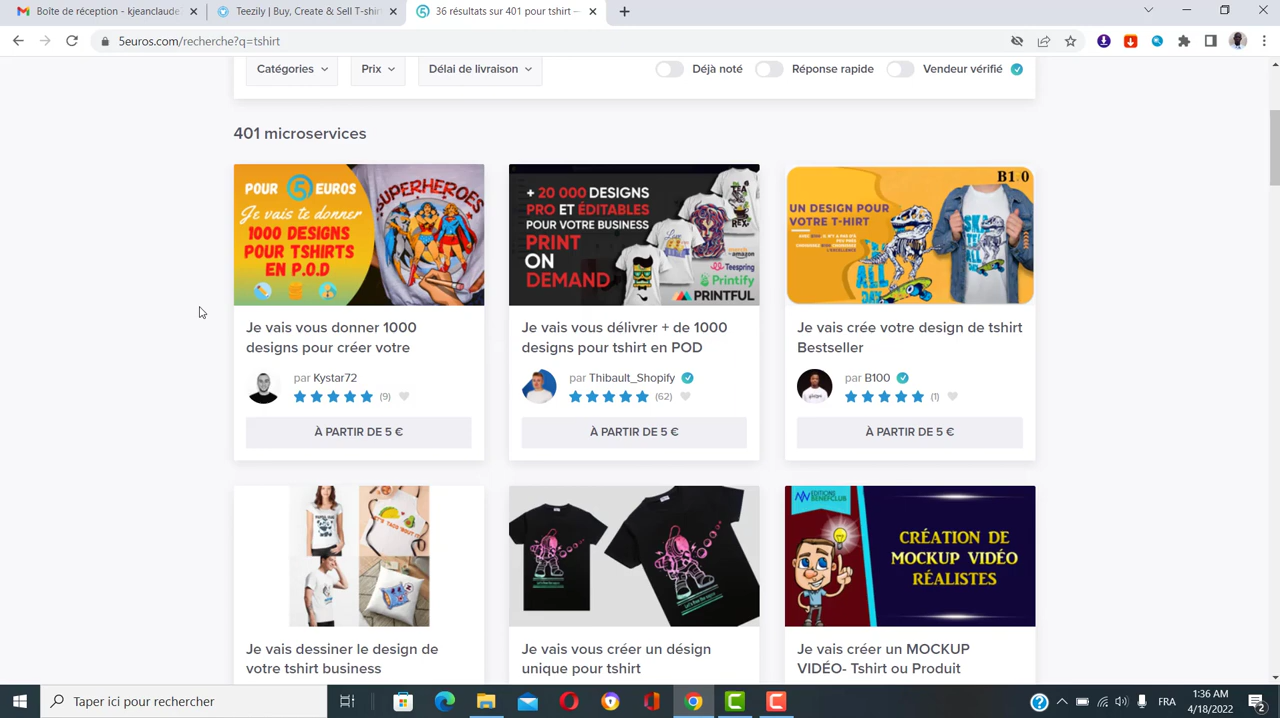 Boîte de réception - kjeanclaude
Teezily | Buy, Create & Sell T-shirt
36 résultats sur 401 pour tshirt —
5euros.com/recherche?q=tshirt
Catégories
Prix
Délai de livraison
Déjà noté
Réponse rapide
Vendeur vérifié
401 microservices
POUR 5 EUROS
Je vais te donner
1000 DESIGNS
POUR TSHIRTS
EN P.O.D
SUPERHEROES
+ 20 000 DESIGNS
PRO ET ÉDITABLES
POUR VOTRE BUSINESS
PRINT
ON
DEMAND
amazon
Teespring
Printify
PRINTFUL
UN DESIGN POUR
VOTRE T-HIRT
Je vais vous donner 1000
designs pour créer votre
par Kystar72
(9)
À PARTIR DE 5 €
Je vais vous délivrer + de 1000
designs pour tshirt en POD
par Thibault_Shopify
(62)
À PARTIR DE 5 €
Je vais crée votre design de tshirt
Bestseller
par B100
(1)
À PARTIR DE 5 €
EDITIONS
BENEFCLUB
CRÉATION DE
MOCKUP VIDÉO
RÉALISTES
Je vais dessiner le design de
votre tshirt business
Je vais vous créer un désign
unique pour tshirt
Je vais créer un MOCKUP
VIDÉO- Tshirt ou Produit
Taper ici pour rechercher
FRA
1:36 AM
4/18/2022
2